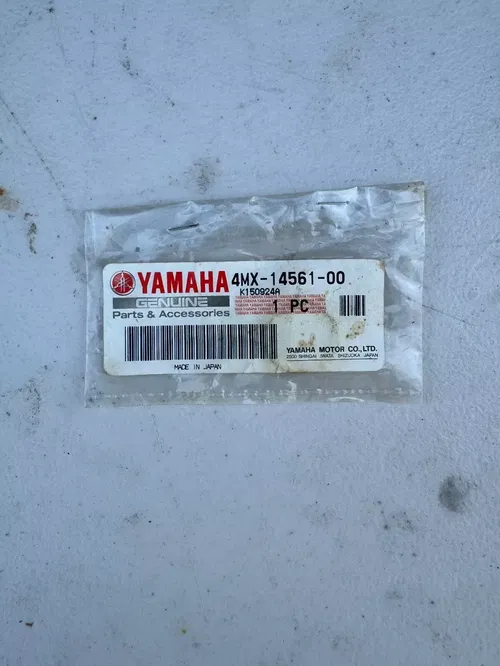 YAMAHA 4MX-14561-00
GENUINE K150924A
Parts & Accessories 1 PC
YAMAHA MOTOR CO.,LTD.
2500 SHINGAI IWATA SHIZUOKA JAPAN
MADE IN JAPAN